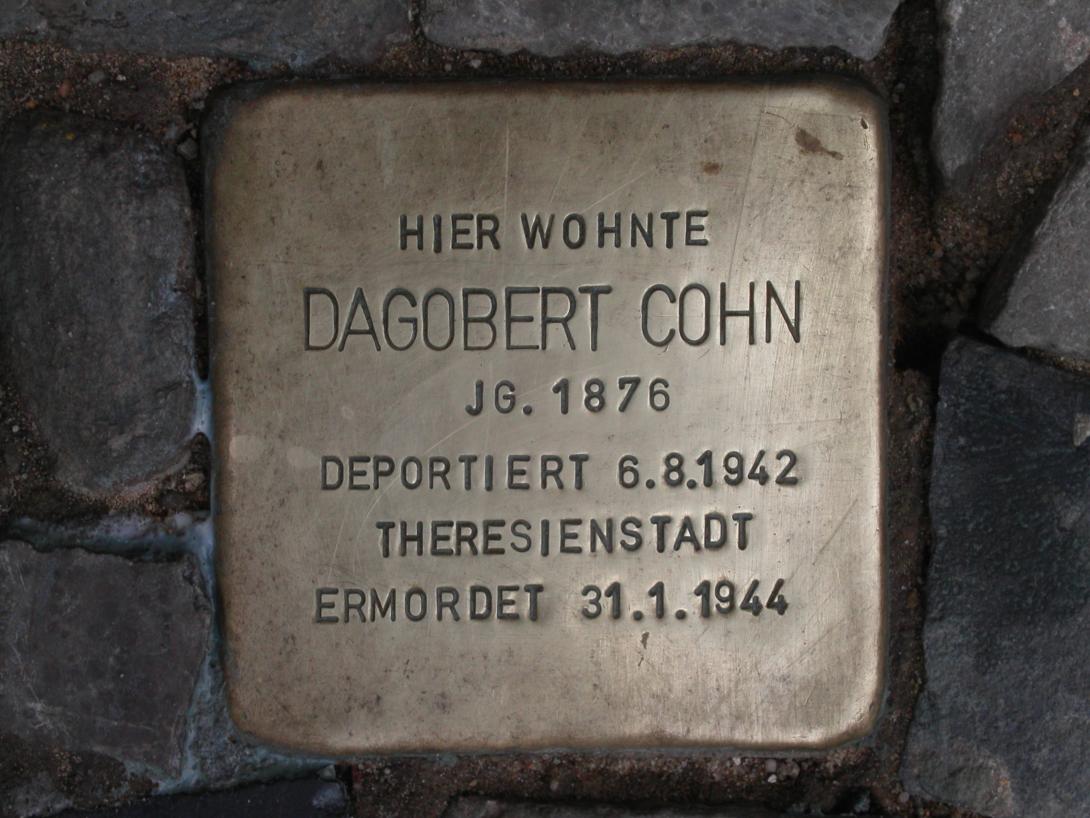 HIER WOHNTE
DAGOBERT COHN
JG. 1876
DEPORTIERT 6.8.1942
THERESIENSTADT
ERMORDET 31.1.1944